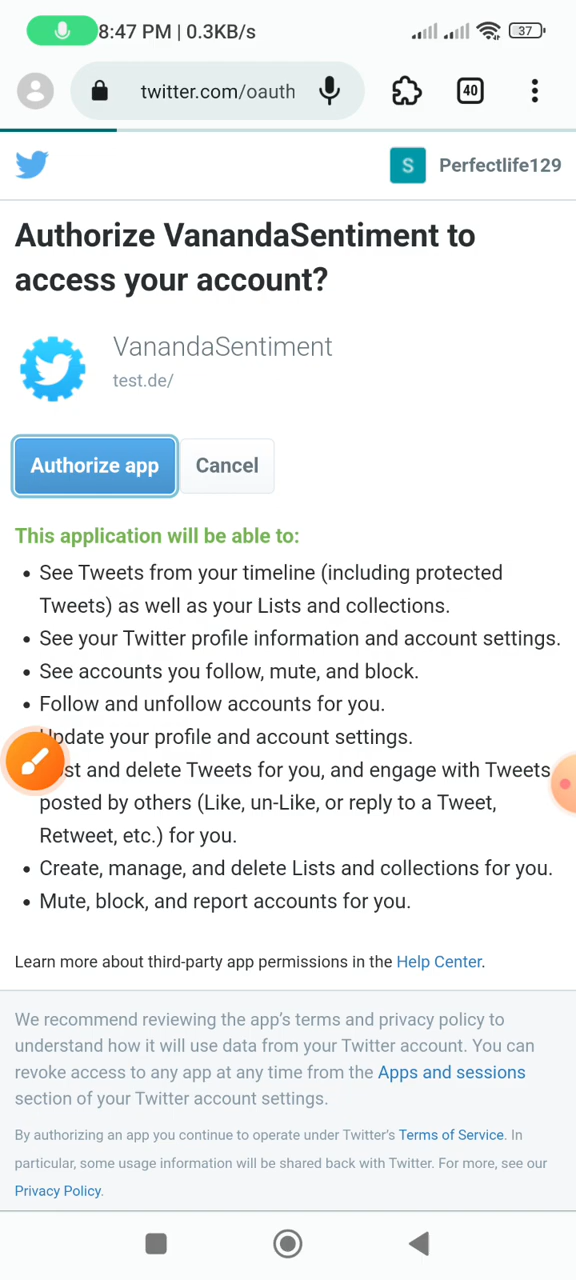 8:47 PM | 0.3KB/s
37
twitter.com/oauth
40
S
Perfectlife129
Authorize VanandaSentiment to
access your account?
VanandaSentiment
test.de/
Authorize app
Cancel
This application will be able to:
• See Tweets from your timeline (including protected
Tweets) as well as your Lists and collections.
• See your Twitter profile information and account settings.
• See accounts you follow, mute, and block.
• Follow and unfollow accounts for you.
Update your profile and account settings.
and delete Tweets for you, and engage with Tweets
posted by others (Like, un-Like, or reply to a Tweet,
Retweet, etc.) for you.
• Create, manage, and delete Lists and collections for you.
• Mute, block, and report accounts for you.
Learn more about third-party app permissions in the Help Center.
We recommend reviewing the app's terms and privacy policy to
understand how it will use data from your Twitter account. You can
revoke access to any app at any time from the Apps and sessions
section of your Twitter account settings.
By authorizing an app you continue to operate under Twitter's Terms of Service. In
particular, some usage information will be shared back with Twitter. For more, see our
Privacy Policy.